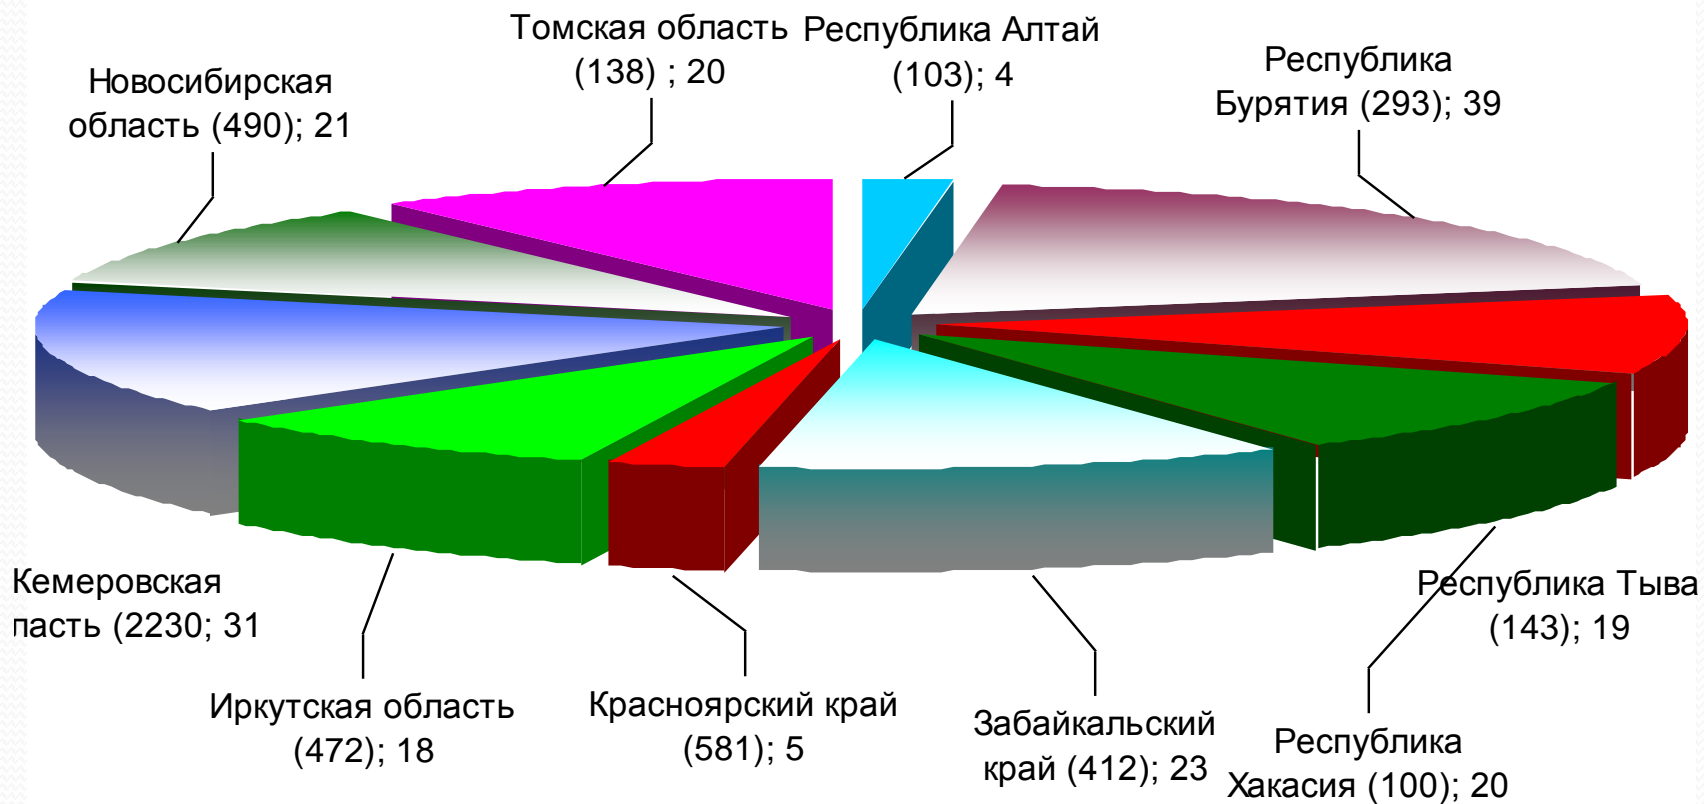 Томская область
(138) ; 20
Республика Алтай
(103); 4
Республика
Бурятия (293); 39
Новосибирская
область (490); 21
Кемеровская
пасть (2230; 31
Республика Тыва
(143); 19
Иркутская область
(472); 18
Красноярский край
(581); 5
Забайкальский
край (412); 23
Республика
Хакасия (100); 20